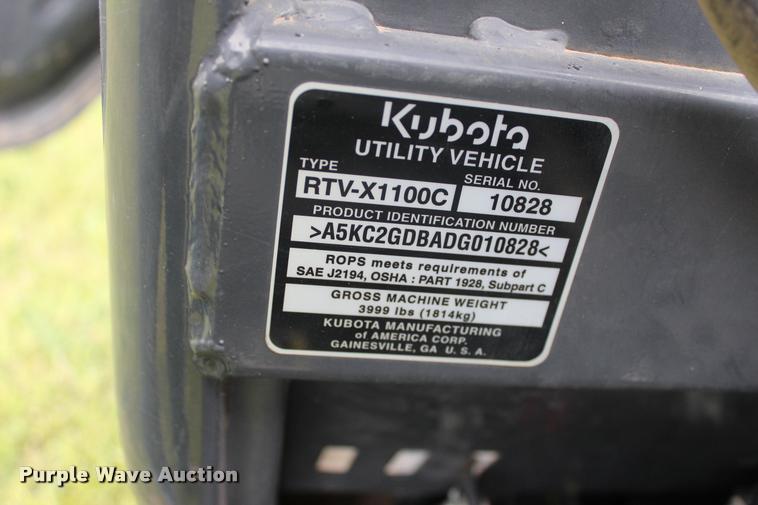 Kubota
UTILITY VEHICLE
TYPE
SERIAL NO.
RTV-X1100C
10828
PRODUCT IDENTIFICATION NUMBER
>A5KC2GDBADG010828<
ROPS meets requirements of
SAE J2194, OSHA : PART 1928, Subpart C
GROSS MACHINE WEIGHT
3999 lbs (1814kg)
KUBOTA MANUFACTURING
of AMERICA CORP.
GAINESVILLE, GA U. S. A.
Purple Wave Auction